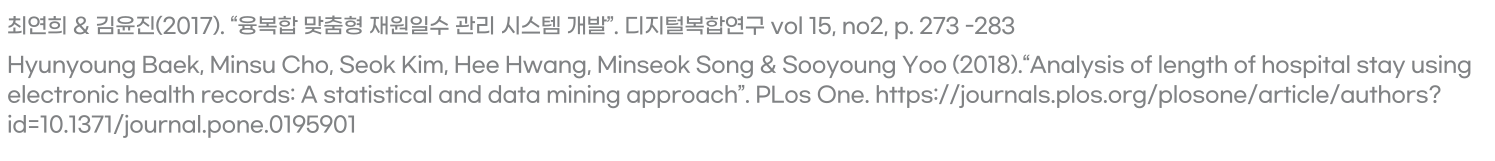 최연희 & 김윤진(2017). “융복합 맞춤형 재원일수 관리 시스템 개발”. 디지털복합연구 vol 15, no2, p. 273 -283
Hyunyoung Baek, Minsu Cho, Seok Kim, Hee Hwang, Minseok Song & Sooyoung Yoo (2018).“Analysis of length of hospital stay using
electronic health records: A statistical and data mining approach”. PLos One. https://journals.plos.org/plosone/article/authors?
id=10.1371/journal.pone.0195901